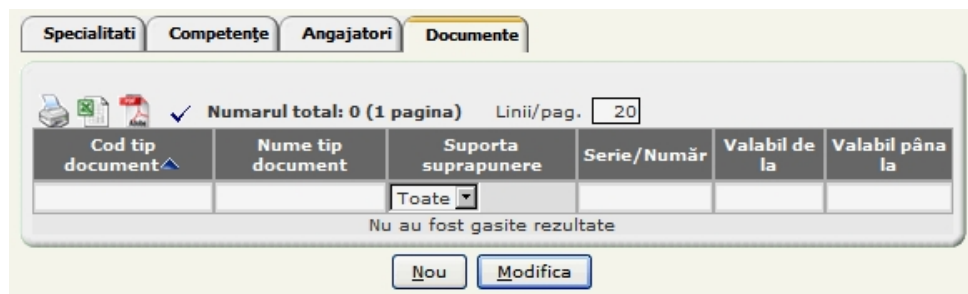 Specialitati Competențe Angajatori Documente
Numarul total: 0 (1 pagina) Linii/pag. 20
Cod tip document Nume tip document Suporta suprapunere Serie/Număr Valabil de la Valabil pâna la
Toate
Nu au fost gasite rezultate
Nou Modifica